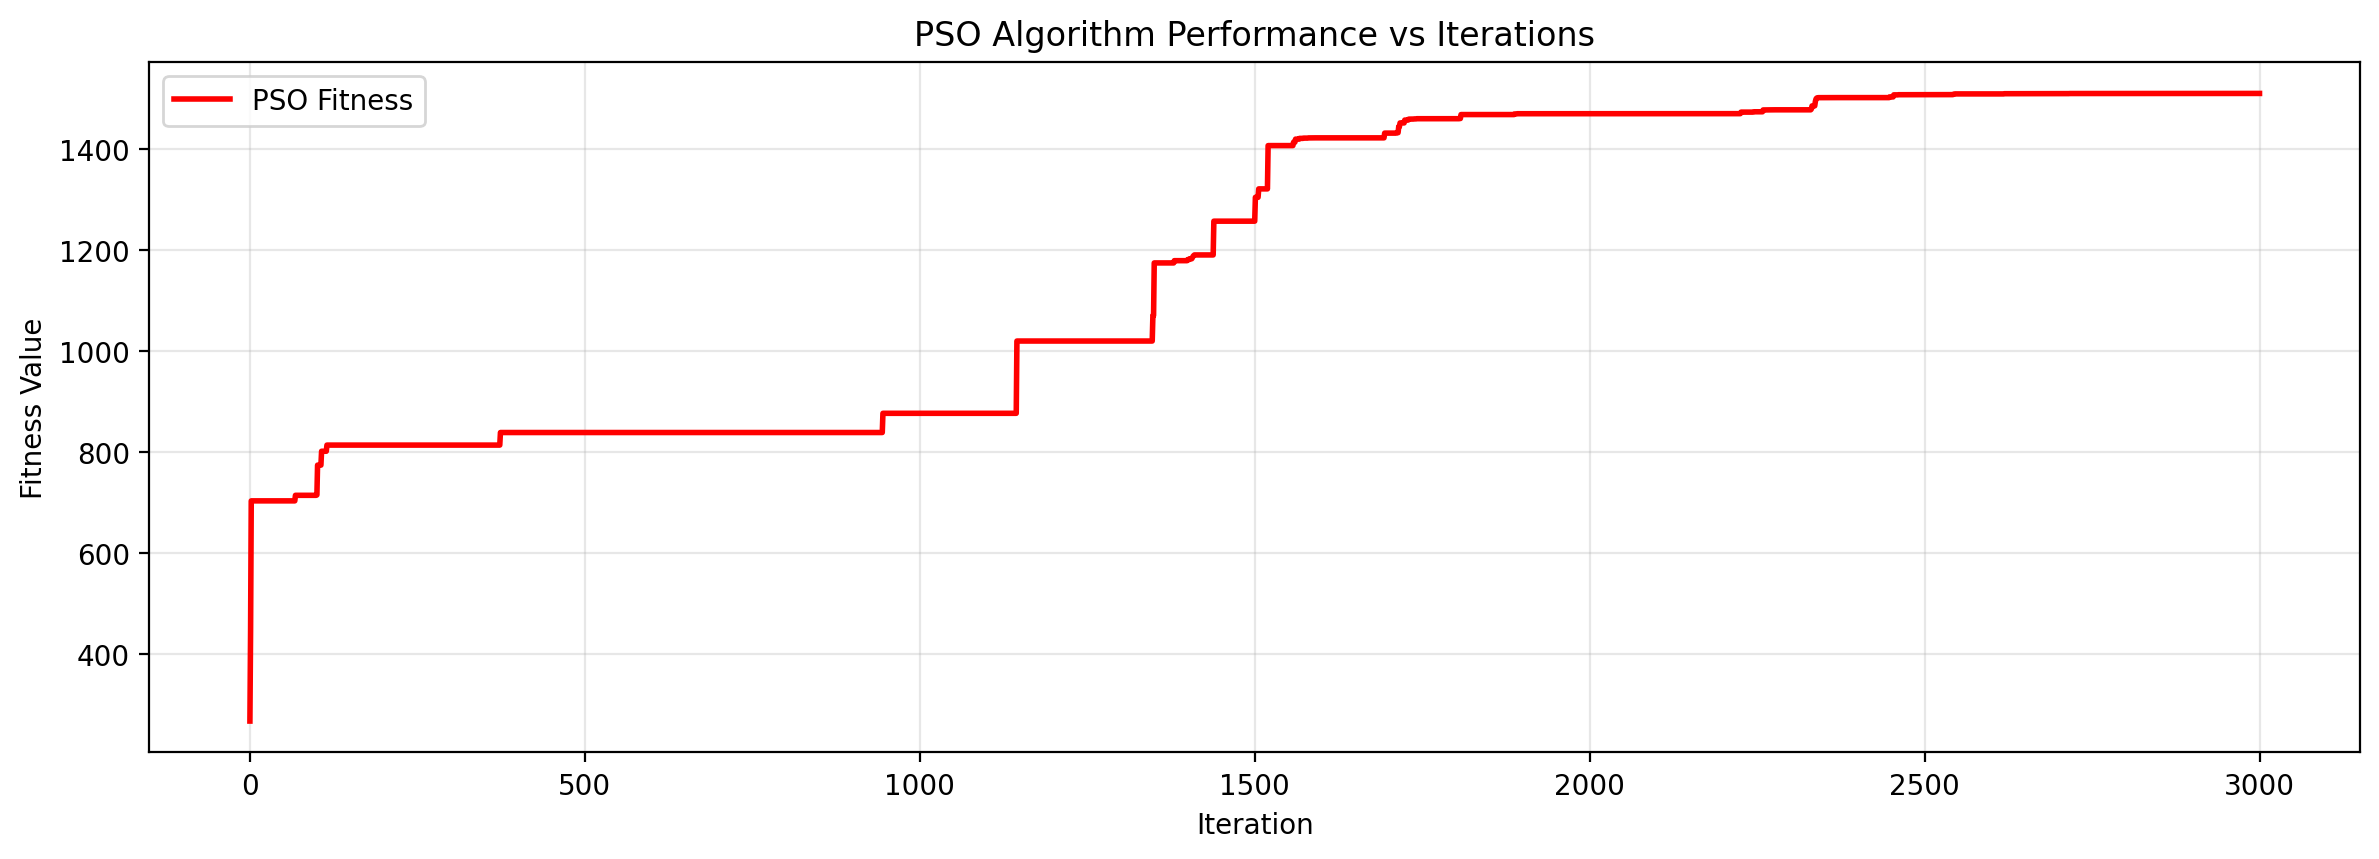 PSO Algorithm Performance vs Iterations
PSO Fitness
Fitness Value
1400
1200
1000
800
600
400
0 500 1000 1500 2000 2500 3000
Iteration